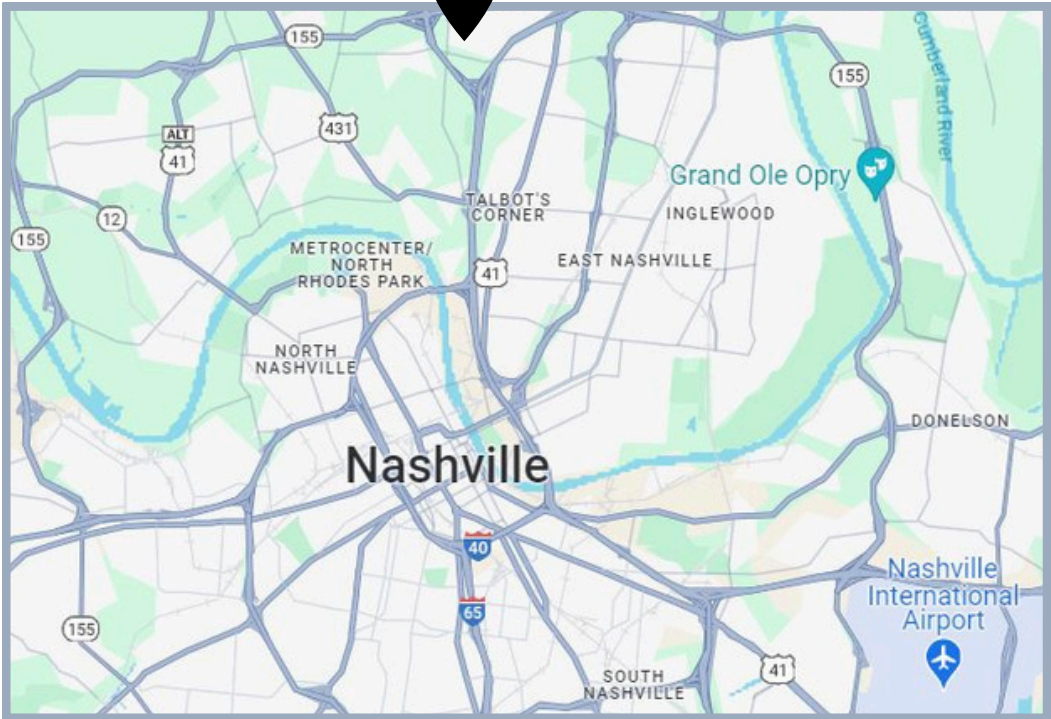 155
Cumberland River
155
431
ALT
41
Grand Ole Opry
TALBOT'S
CORNER
INGLEWOOD
12
155
METROCENTER/
NORTH
RHODES PARK
EAST NASHVILLE
41
NORTH
NASHVILLE
DONELSON
Nashville
40
Nashville
International
Airport
65
155
41
SOUTH
NASHVILLE